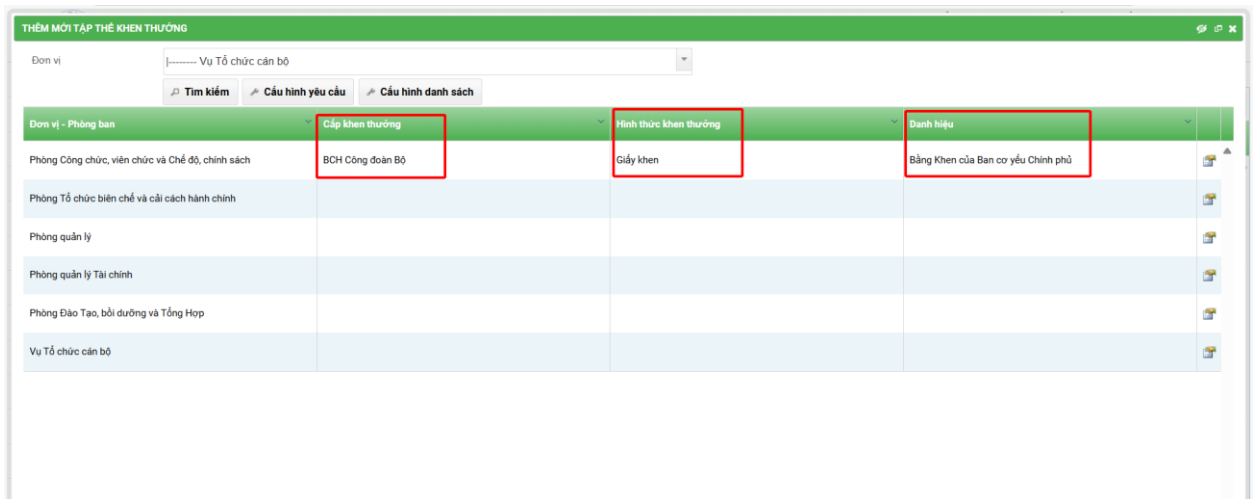 THÊM MỚI TẬP THỂ KHEN THƯỞNG
Đơn vị |-------- Vụ Tổ chức cán bộ
Tìm kiếm Cấu hình yêu cầu Cấu hình danh sách
Đơn vị - Phòng ban Cấp khen thưởng Hình thức khen thưởng Danh hiệu
Phòng Công chức, viên chức và Chế độ, chính sách BCH Công đoàn Bộ Giấy khen Bằng Khen của Ban cơ yếu Chính phủ
Phòng Tổ chức biên chế và cải cách hành chính
Phòng quản lý
Phòng quản lý Tài chính
Phòng Đào Tạo, bồi dưỡng và Tổng Hợp
Vụ Tổ chức cán bộ